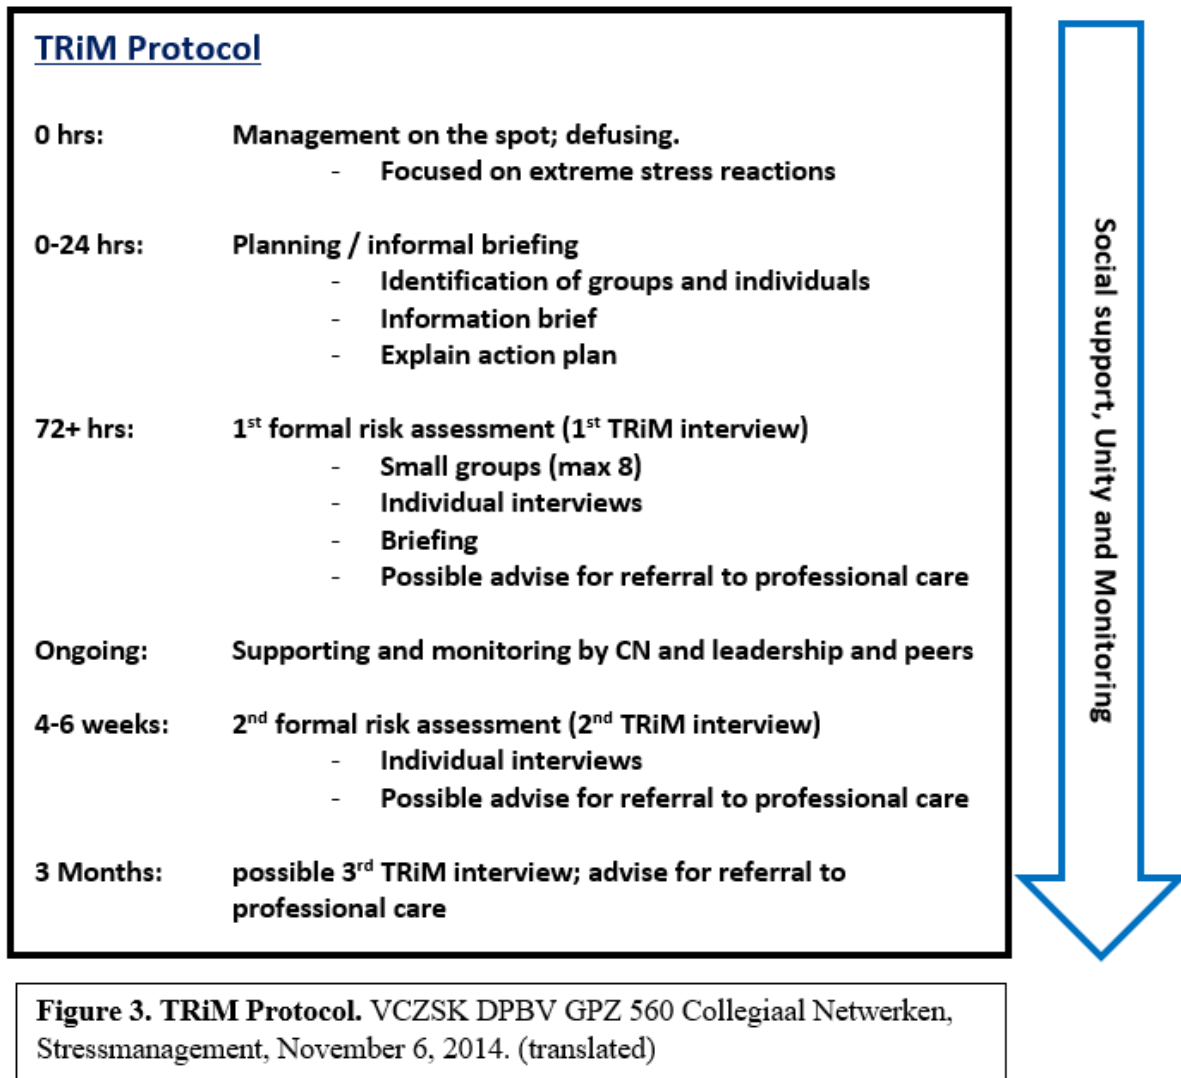 TRiM Protocol
0 hrs: Management on the spot; defusing.
- Focused on extreme stress reactions
0-24 hrs: Planning / informal briefing
- Identification of groups and individuals
- Information brief
- Explain action plan
72+ hrs: 1st formal risk assessment (1st TRiM interview)
- Small groups (max 8)
- Individual interviews
- Briefing
- Possible advise for referral to professional care
Ongoing: Supporting and monitoring by CN and leadership and peers
4-6 weeks: 2nd formal risk assessment (2nd TRiM interview)
- Individual interviews
- Possible advise for referral to professional care
3 Months: possible 3rd TRiM interview; advise for referral to
professional care
Social support, Unity and Monitoring
Figure 3. TRiM Protocol. VCZSK DPBV GPZ 560 Collegiaal Netwerken,
Stressmanagement, November 6, 2014. (translated)